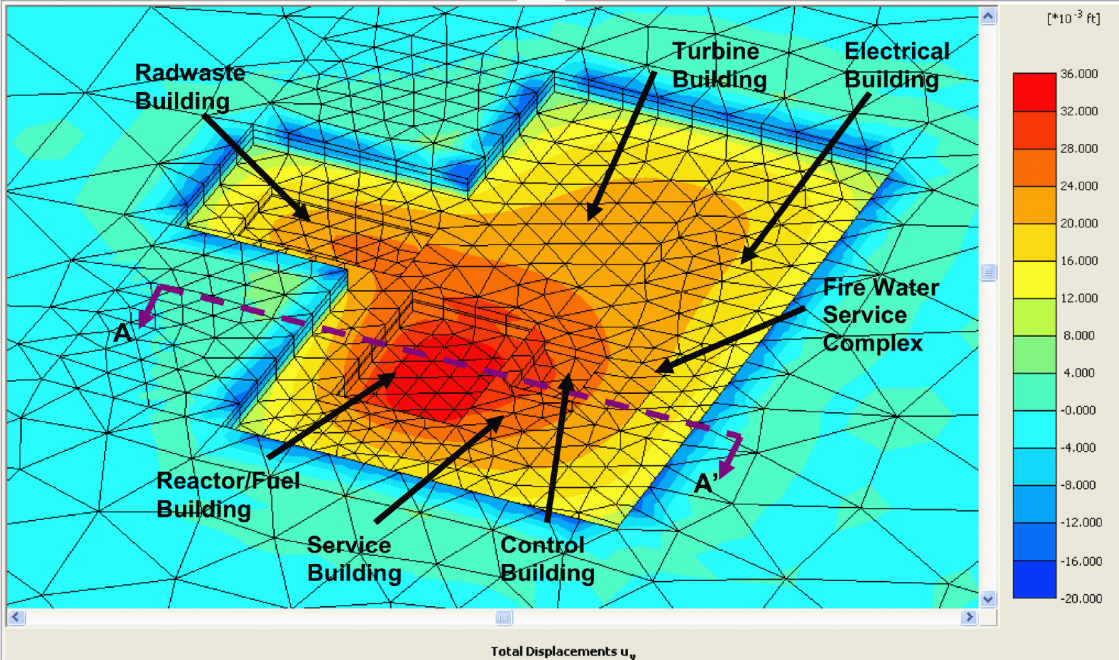 [*10⁻³ ft]
Turbine
Building
Electrical
Building
Radwaste
Building
Fire Water
Service
Complex
A
A'
Reactor/Fuel
Building
Service
Building
Control
Building
36.000
32.000
28.000
24.000
20.000
16.000
12.000
8.000
4.000
-0.000
-4.000
-8.000
-12.000
-16.000
-20.000
Total Displacements uᵧ